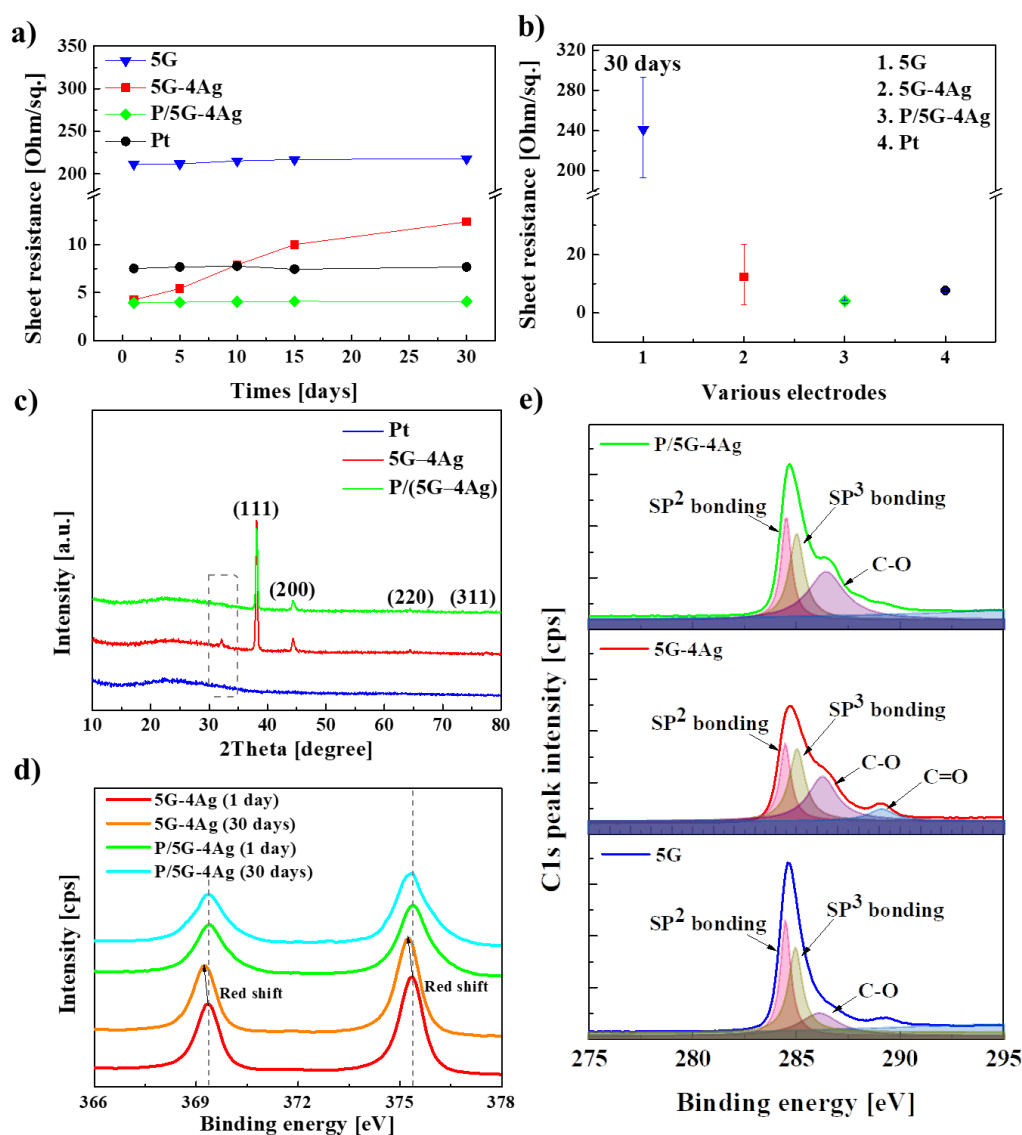 a)
5G
5G-4Ag
P/5G-4Ag
Pt
350
300
250
200
10
5
0
0 5 10 15 20 25 30
Sheet resistance [Ohm/sq.]
Times [days]
b)
30 days
1. 5G
2. 5G-4Ag
3. P/5G-4Ag
4. Pt
320
280
240
200
20
0
1 2 3 4
Sheet resistance [Ohm/sq.]
Various electrodes
c)
Pt
5G–4Ag
P/(5G–4Ag)
(111)
(200)
(220)
(311)
Intensity [a.u.]
10 20 30 40 50 60 70 80
2Theta [degree]
d)
5G-4Ag (1 day)
5G-4Ag (30 days)
P/5G-4Ag (1 day)
P/5G-4Ag (30 days)
Red shift
Red shift
Intensity [cps]
366 369 372 375 378
Binding energy [eV]
e)
P/5G-4Ag
SP² bonding
SP³ bonding
C-O
5G-4Ag
SP² bonding
SP³ bonding
C-O
C=O
5G
SP² bonding
SP³ bonding
C-O
C1s peak intensity [cps]
275 280 285 290 295
Binding energy [eV]